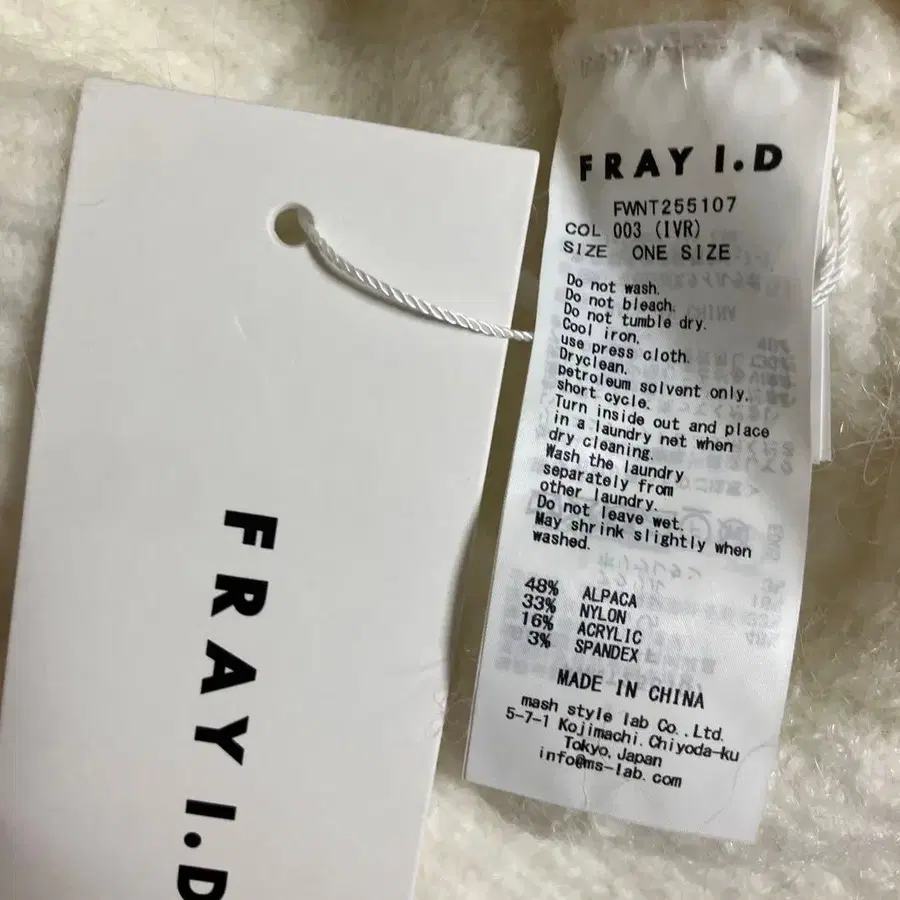 FRAY I.D
FRAY I.D
FWNT255107
COL 003 (IVR)
SIZE ONE SIZE
Do not wash.
Do not bleach.
Do not tumble dry.
Cool iron.
use press cloth.
Dryclean.
petroleum solvent only.
short cycle.
Turn inside out and place
in a laundry net when
dry cleaning.
Wash the laundry
separately from
other laundry.
Do not leave wet.
May shrink slightly when
washed.
48% ALPACA
33% NYLON
16% ACRYLIC
3% SPANDEX
MADE IN CHINA
mash style lab Co.,Ltd.
5-7-1 Kojimachi.Chiyoda-ku
Tokyo.Japan
info@ms-lab.com